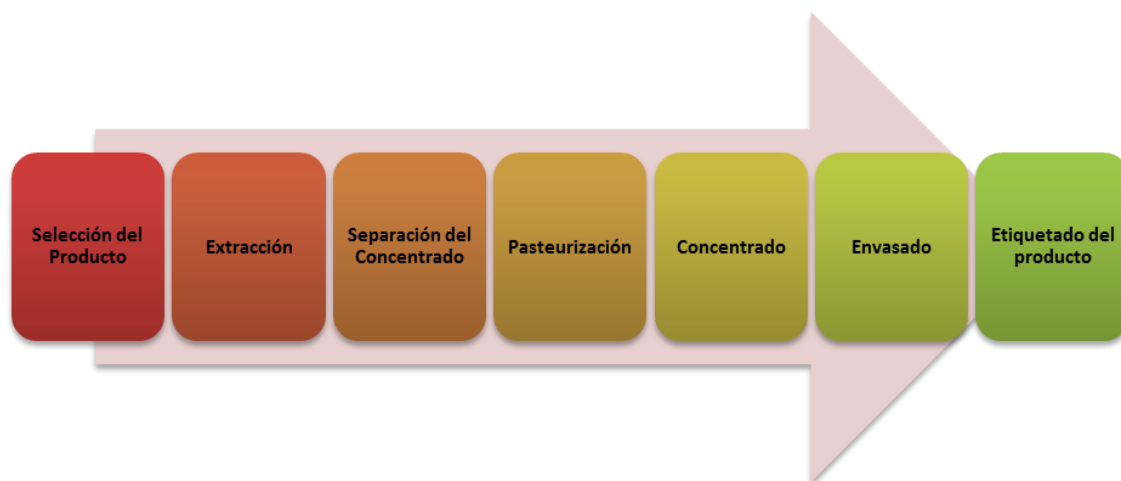 Selección del
Producto
Extracción
Separación del
Concentrado
Pasteurización
Concentrado
Envasado
Etiquetado del
producto